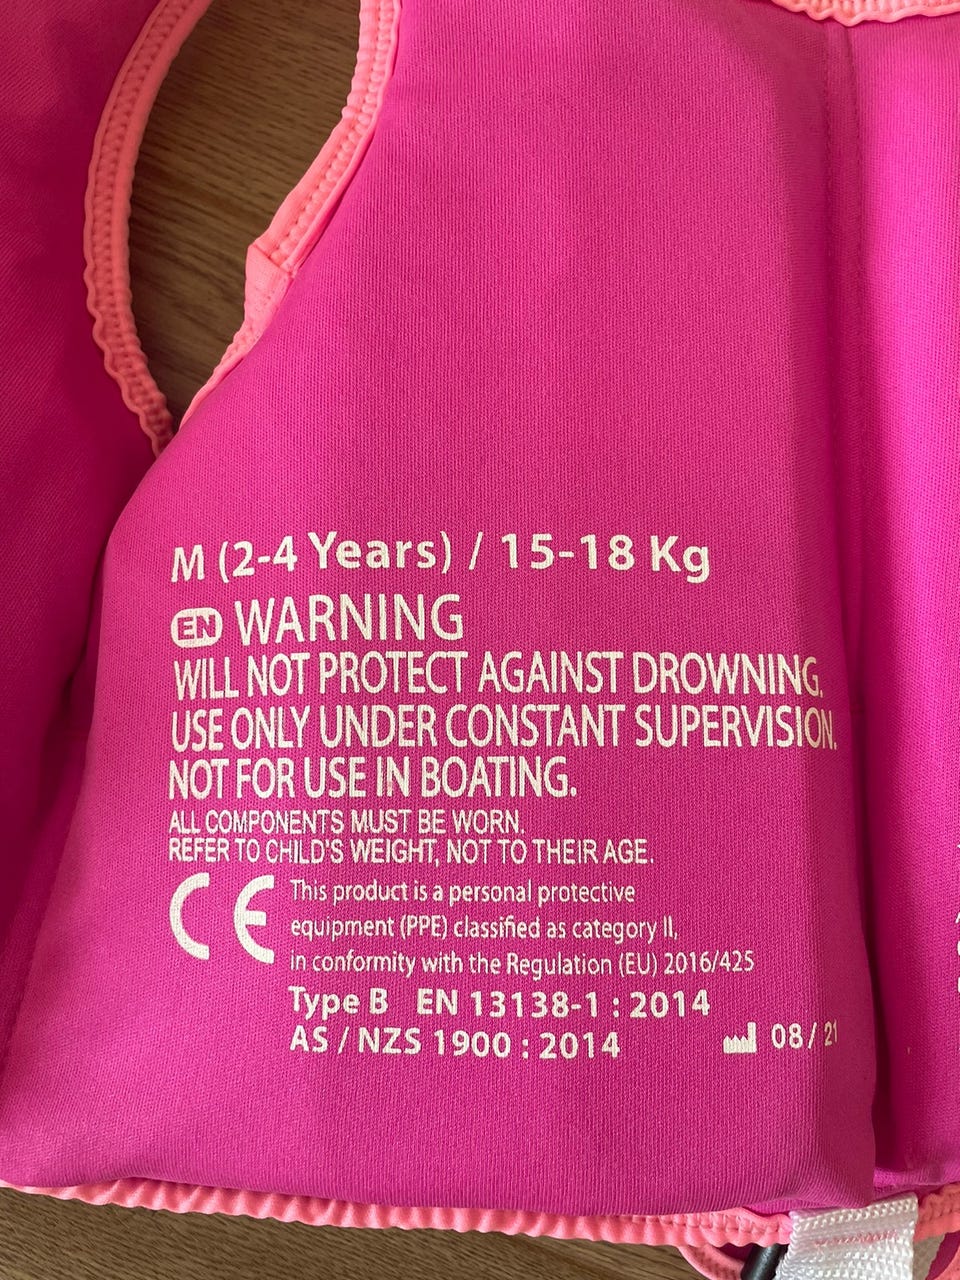 M (2-4 Years) / 15-18 Kg
EN WARNING
WILL NOT PROTECT AGAINST DROWNING.
USE ONLY UNDER CONSTANT SUPERVISION.
NOT FOR USE IN BOATING.
ALL COMPONENTS MUST BE WORN.
REFER TO CHILD'S WEIGHT, NOT TO THEIR AGE.
CE This product is a personal protective
equipment (PPE) classified as category II,
in conformity with the Regulation (EU) 2016/425
Type B EN 13138-1 : 2014
AS / NZS 1900 : 2014 08 / 21